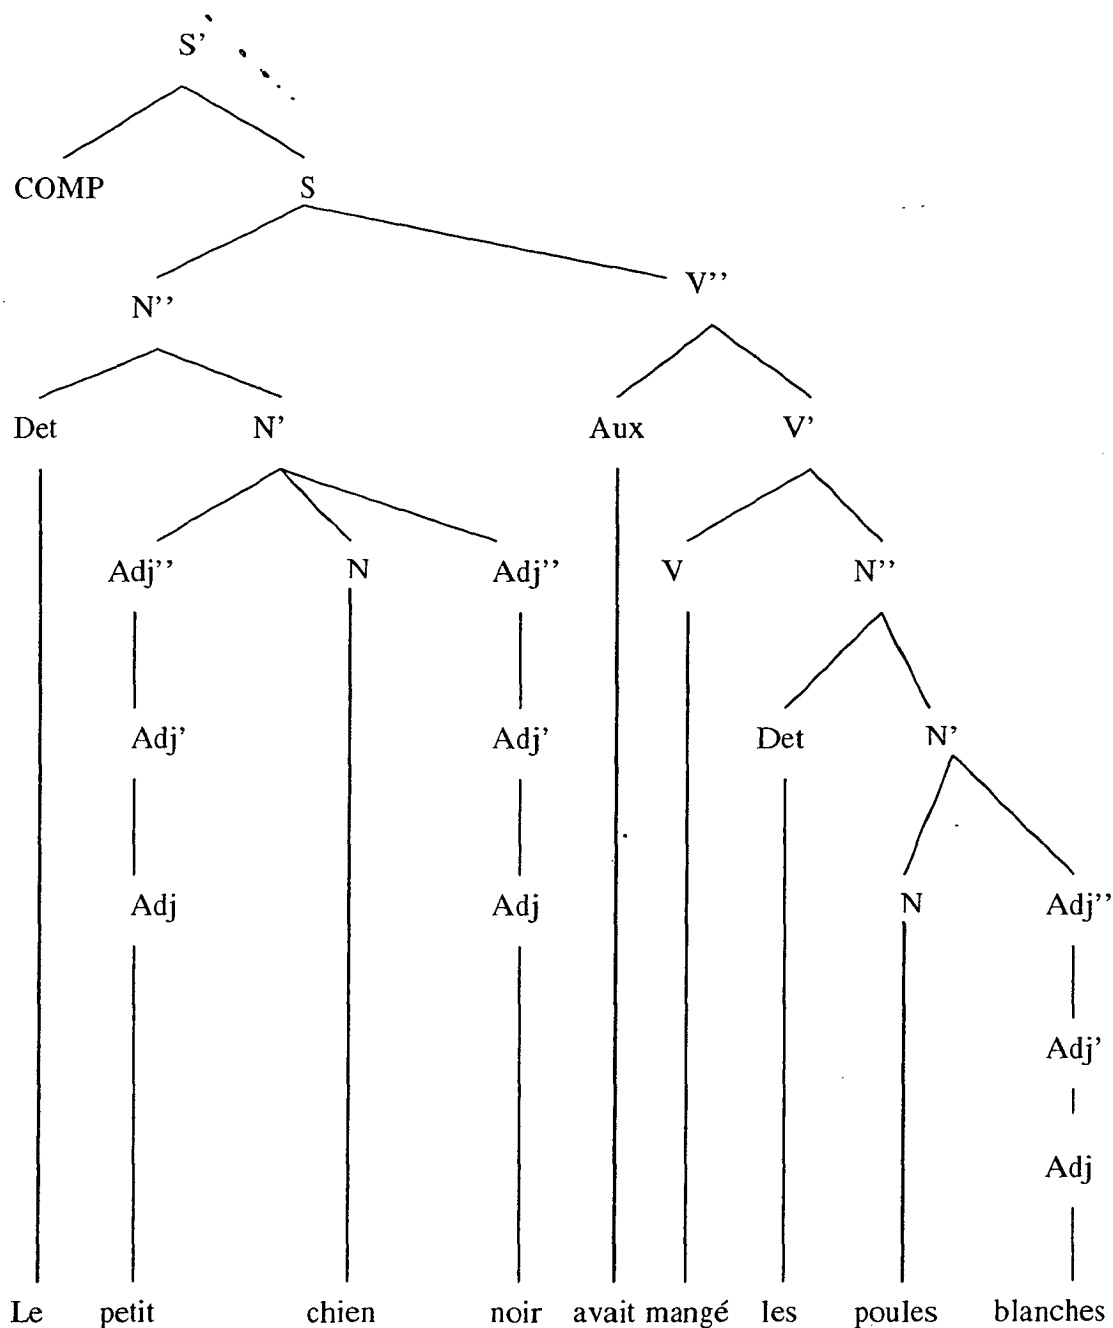 S’
COMP S
N’’ V’’
Det N’ Aux V’
Adj’’ N Adj’’ V N’’
Adj’ Adj’ Det N’
Adj Adj N Adj’’
Adj’
Adj
Le petit chien noir avait mangé les poules blanches